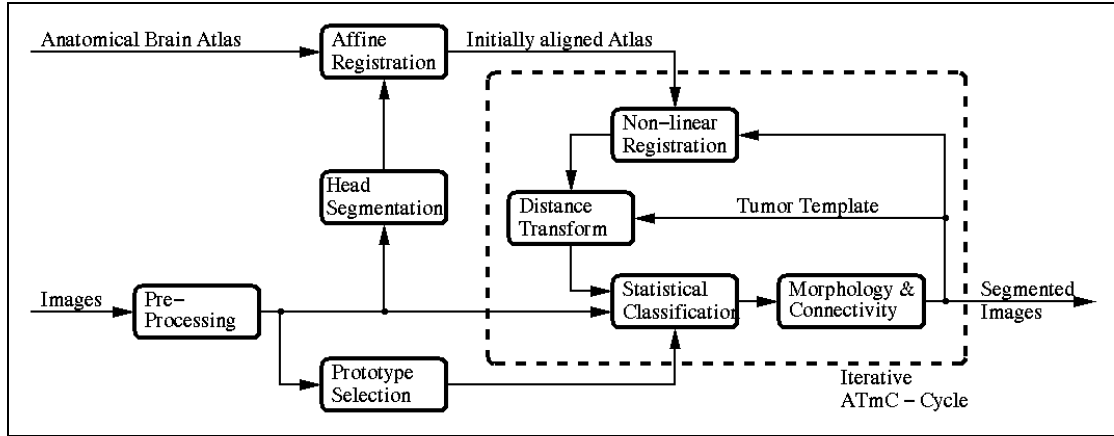 Anatomical Brain Atlas
Affine
Registration
Initially aligned Atlas
Non-linear
Registration
Head
Segmentation
Distance
Transform
Tumor Template
Images
Pre-
Processing
Statistical
Classification
Morphology &
Connectivity
Segmented
Images
Prototype
Selection
Iterative
ATmC - Cycle